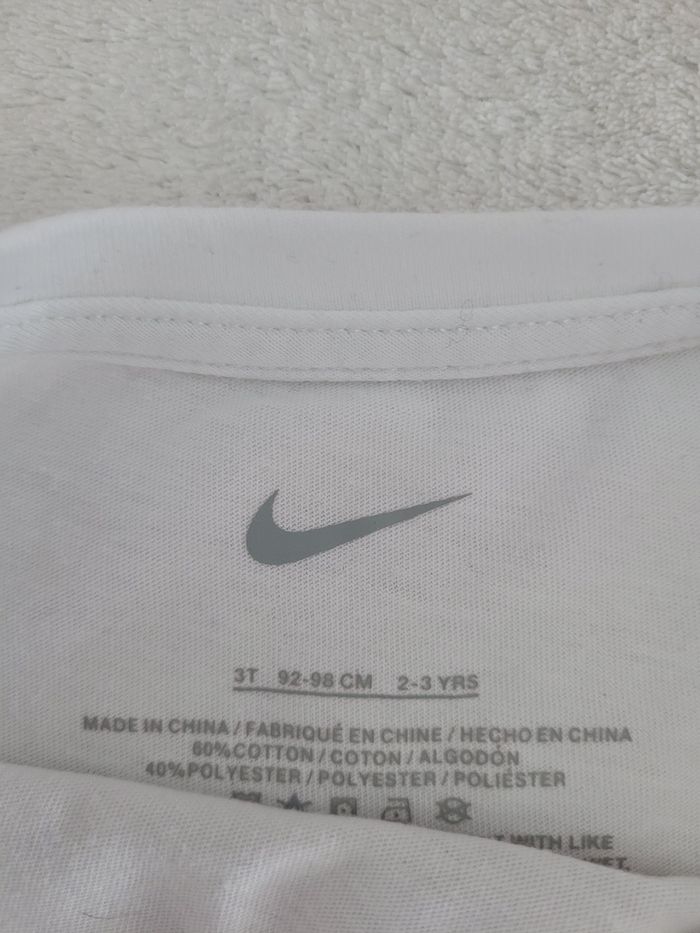 3T 92-98 CM 2-3 YRS
MADE IN CHINA / FABRIQUÉ EN CHINE / HECHO EN CHINA
60%COTTON / COTON / ALGODÓN
40%POLYESTER / POLYESTER / POLIÉSTER
WITH LIKE